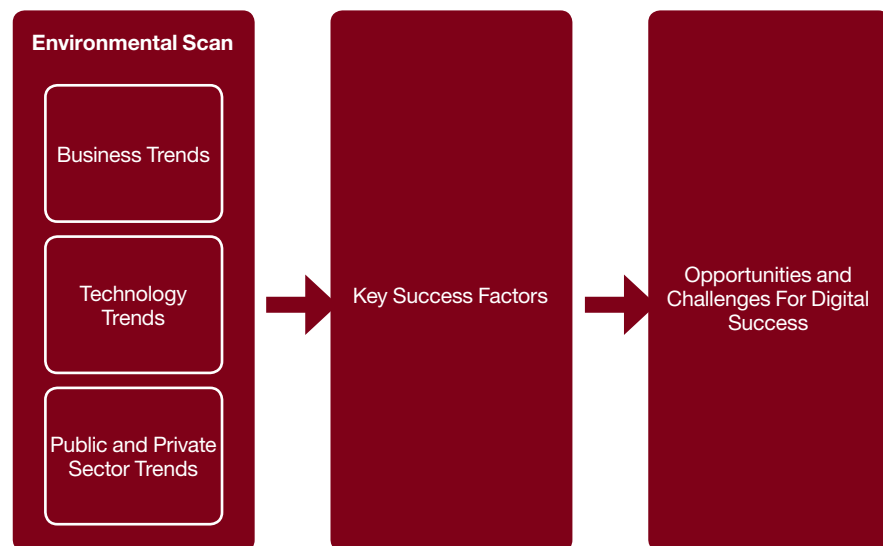 Environmental Scan
Business Trends
Technology
Trends
Public and Private
Sector Trends
Key Success Factors
Opportunities and
Challenges For Digital
Success